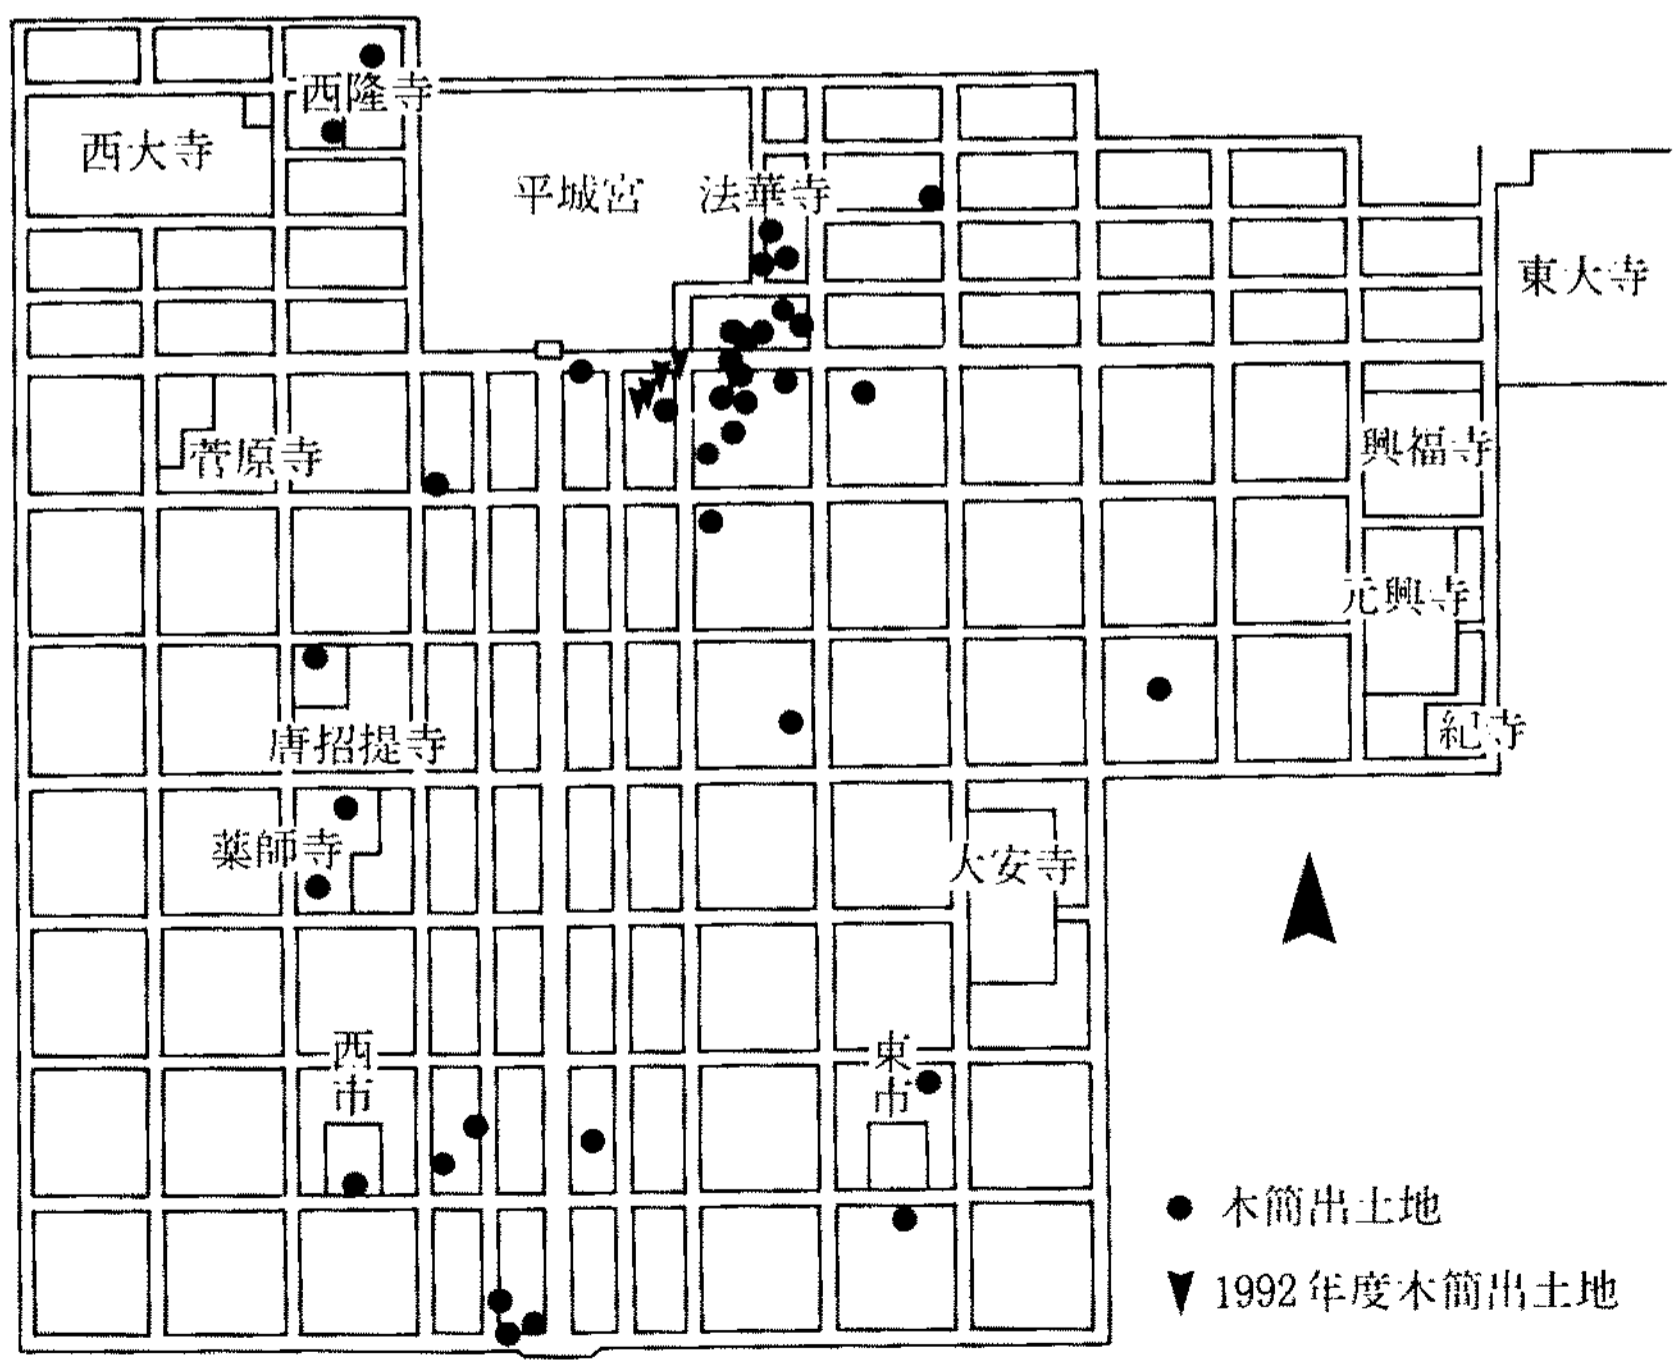 西隆寺
西大寺
平城宮
法華寺
東大寺
菅原寺
興福寺
元興寺
唐招提寺
紀寺
薬師寺
大安寺
西市
東市
木簡出土地
1992年度木簡出土地